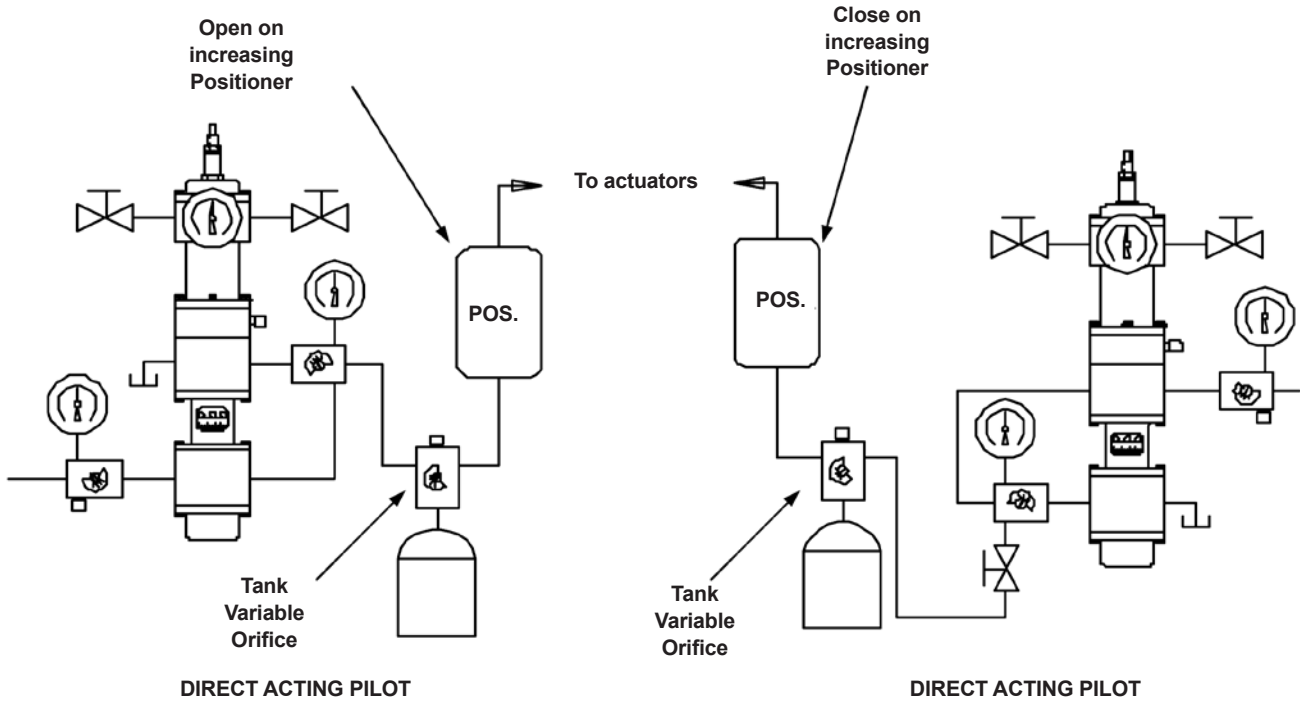 Open on
increasing
Positioner
Close on
increasing
Positioner
To actuators
POS.
POS.
Tank
Variable
Orifice
Tank
Variable
Orifice
DIRECT ACTING PILOT
DIRECT ACTING PILOT